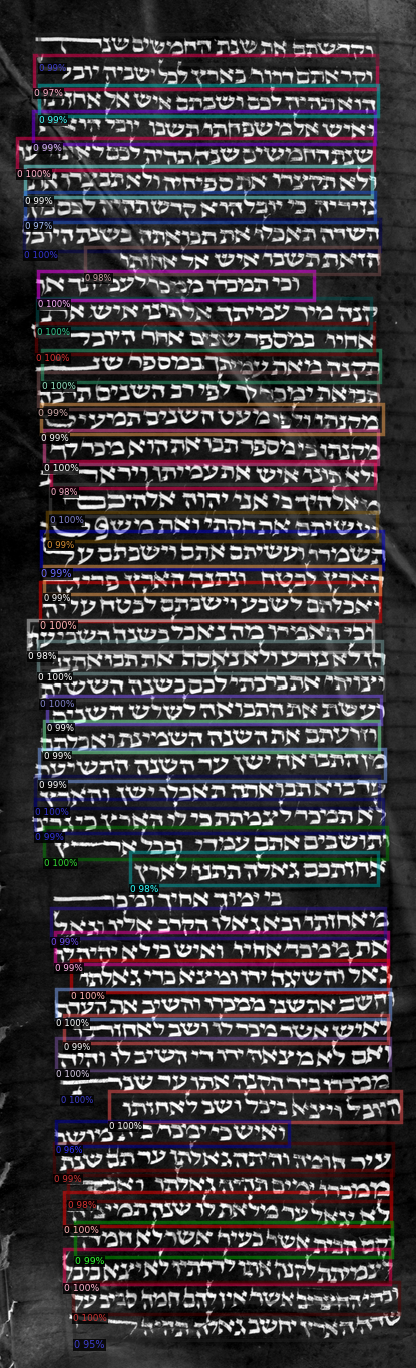 וקדשתם את שנת החמשים שנה
וקראתם דרור בארץ לכל ישביה יובל
הוא תהיה לכם ושבתם איש אל אחזתו
ואיש אל משפחתו תשבו יובל הוא
שנת החמשים שנה תהיה לכם לא תזרעו
ולא תקצרו את ספיחיה ולא תבצרו את
נזריה כי יובל הוא קדש תהיה לכם מן
השדה תאכלו את תבואתה בשנת היובל
הזאת תשבו איש אל אחזתו
וכי תמכרו ממכר לעמיתך או
קנה מיד עמיתך אל תונו איש את
אחיו במספר שנים אחר היובל
תקנה מאת עמיתך במספר שני
תבואת ימכר לך לפי רב השנים תרבה
מקנתו ולפי מעט השנים תמעיט
מקנתו כי מספר תבואת הוא מכר לך
ולא תונו איש את עמיתו ויראת
מאלהיך כי אני יהוה אלהיכם
ועשיתם את חקתי ואת משפטי
תשמרו ועשיתם אתם וישבתם על
הארץ לבטח ונתנה הארץ פריה
ואכלתם לשבע וישבתם לבטח עליה
וכי תאמרו מה נאכל בשנה השביעת
הן לא נזרע ולא נאסף את תבואתנו
וצויתי את ברכתי לכם בשנה הששית
ועשת את התבואה לשלש השנים
וזרעתם את השנה השמינת ואכלתם
מן התבואה ישן עד השנה התשיעת
עד בוא תבואתה תאכלו ישן והארץ
לא תמכר לצמתת כי לי הארץ כי גרים
ותושבים אתם עמדי ובכל ארץ
אחזתכם גאלה תתנו לארץ
כי ימוך אחיך ומכר
מאחזתו ובא גאלו הקרב אליו וגאל
את ממכר אחיו ואיש כי לא יהיה לו
גאל והשיגה ידו ומצא כדי גאלתו
וחשב את שני ממכרו והשיב את העדף
לאיש אשר מכר לו ושב לאחזתו
ואם לא מצאה ידו די השיב לו והיה
ממכרו ביד הקנה אתו עד שנת
היובל ויצא ביבל ושב לאחזתו
ואיש כי ימכר בית מושב
עיר חומה והיתה גאלתו עד תם שנת
ממכרו ימים תהיה גאלתו ואם
לא יגאל עד מלאת לו שנה תמימה
וקם הבית אשר בעיר אשר לא חמה
לצמיתת לקנה אתו לדרתיו לא יצא ביבל
ובתי החצרים אשר אין להם חמה סביב על
שדה הארץ יחשב גאלה תהיה